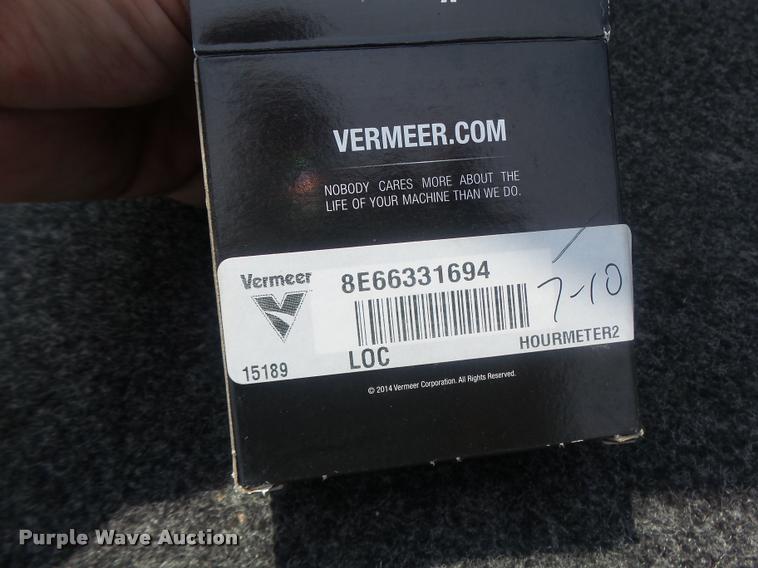 VERMEER.COM
NOBODY CARES MORE ABOUT THE
LIFE OF YOUR MACHINE THAN WE DO.
Vermeer
8E66331694
7-10
15189
LOC
HOURMETER2
© 2014 Vermeer Corporation. All Rights Reserved.
Purple Wave Auction